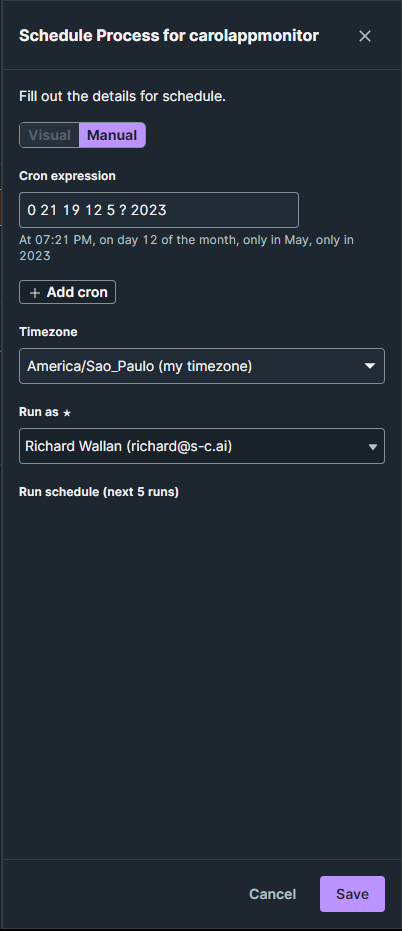 Schedule Process for carolappmonitor
Fill out the details for schedule.
Visual Manual
Cron expression
0 21 19 12 5 ? 2023
At 07:21 PM, on day 12 of the month, only in May, only in
2023
+ Add cron
Timezone
America/Sao_Paulo (my timezone)
Run as *
Richard Wallan (richard@s-c.ai)
Run schedule (next 5 runs)
Cancel Save